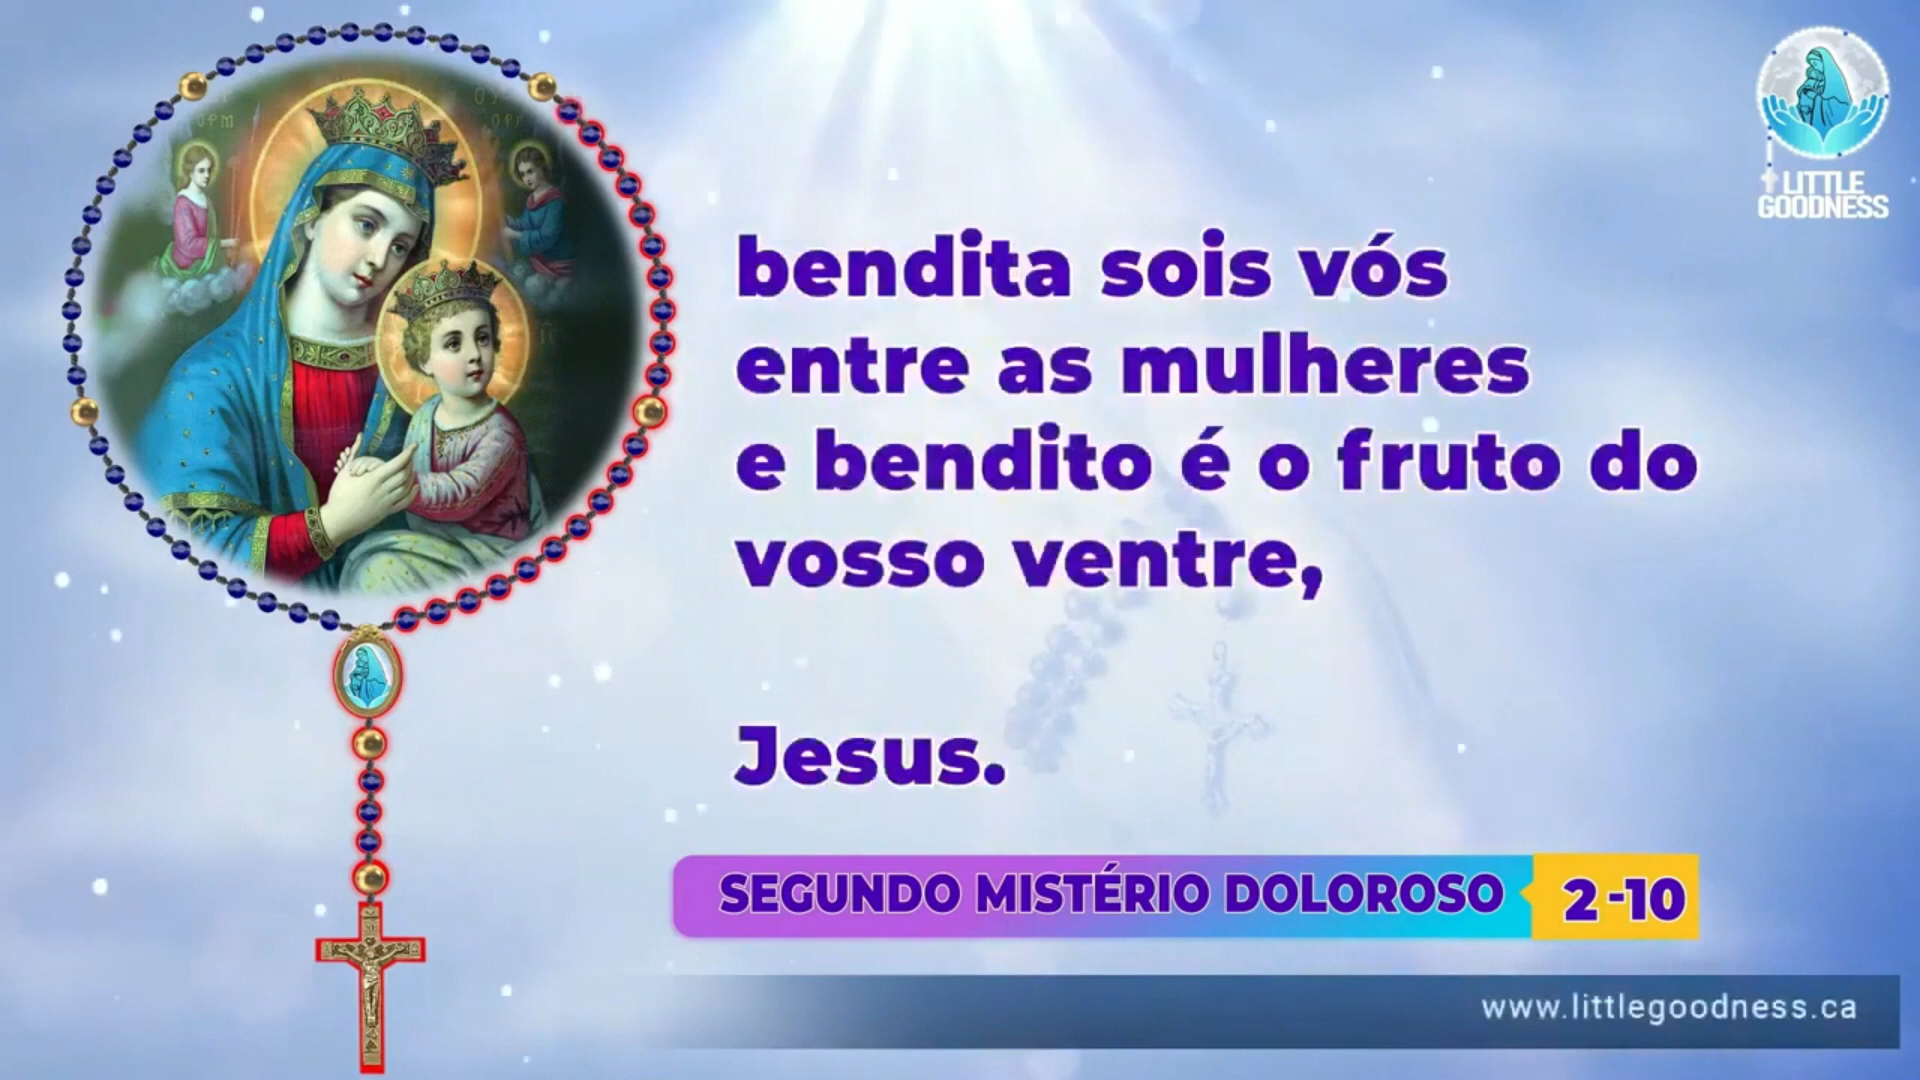 LITTLE
GOODNESS
bendita sois vós
entre as mulheres
e bendito é o fruto do
vosso ventre,
Jesus.
SEGUNDO MISTÉRIO DOLOROSO
2-10
www.littlegoodness.ca